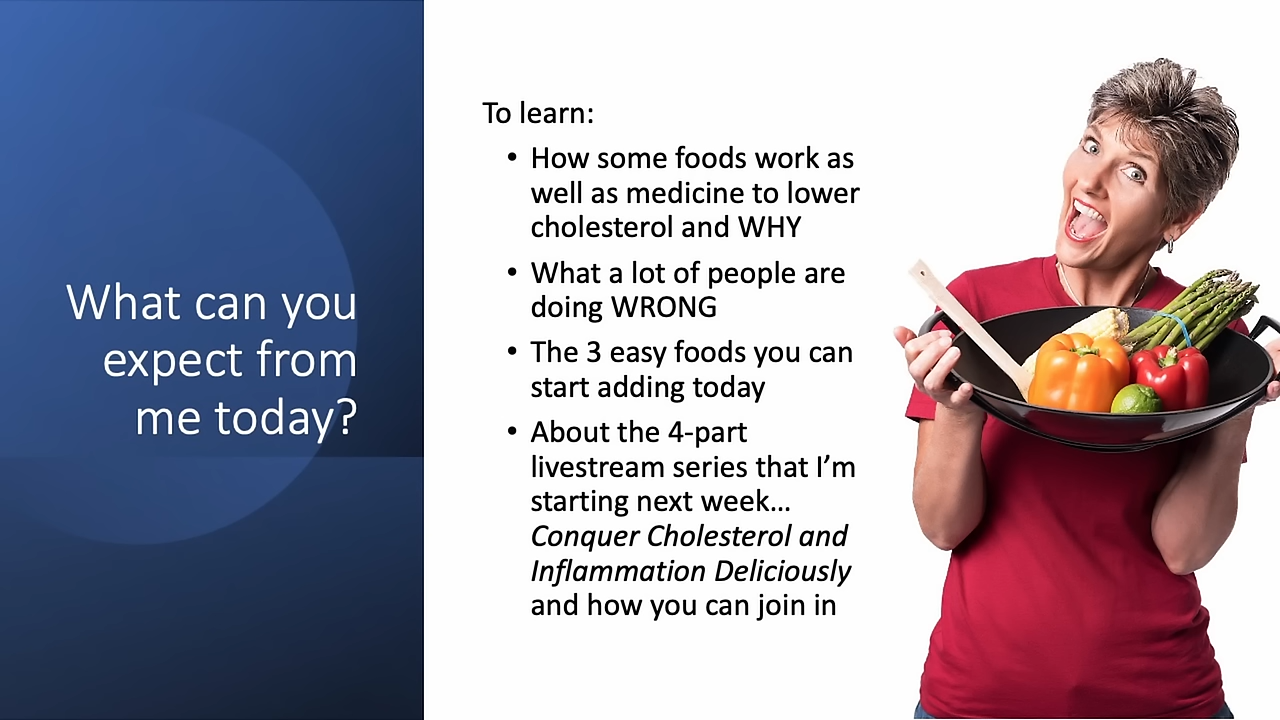 What can you
expect from
me today?
To learn:
• How some foods work as
well as medicine to lower
cholesterol and WHY
• What a lot of people are
doing WRONG
• The 3 easy foods you can
start adding today
• About the 4-part
livestream series that I’m
starting next week…
Conquer Cholesterol and
Inflammation Deliciously
and how you can join in